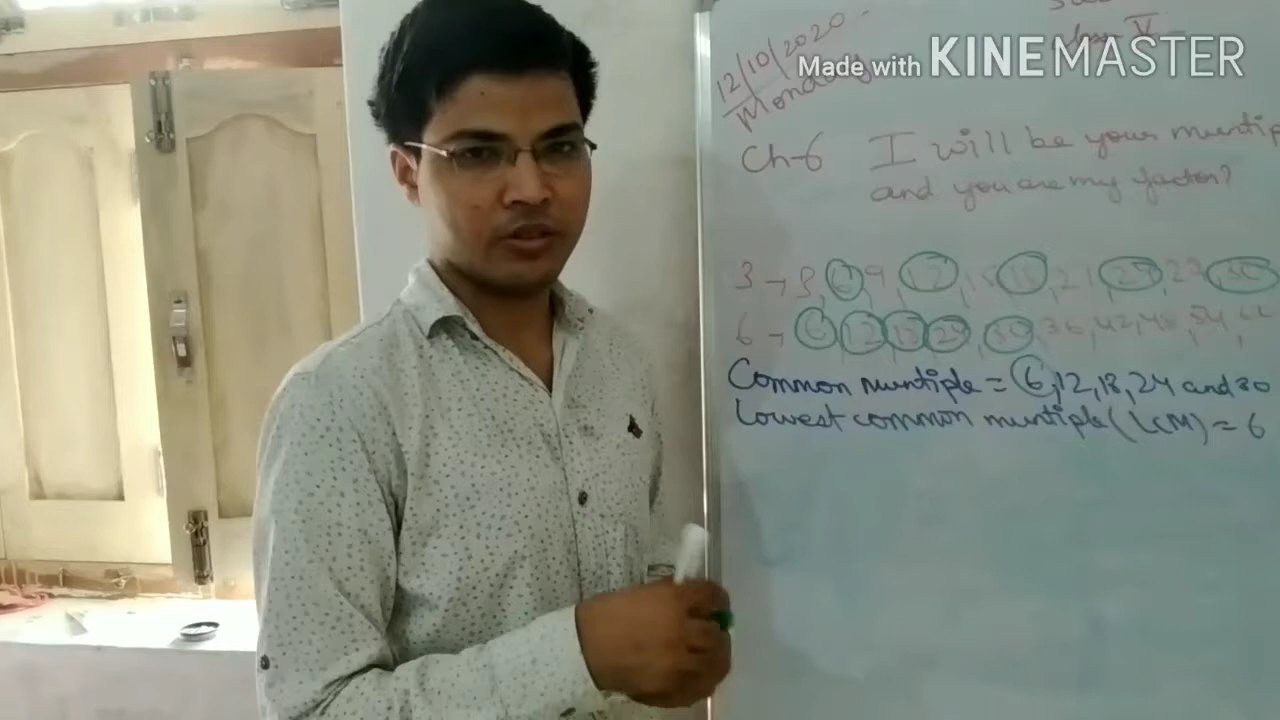 12/10/2020
Monday
V
Made with KINEMASTER
Ch-6 I will be your multip
and you are my factor?
3 → 3, 6, 9, 12, 15, 18, 21, 24, 27, 30
6 → 6, 12, 18, 24, 30, 36, 42, 48, 54,
Common multiple = 6, 12, 18, 24 and 30
Lowest common multiple (LCM) = 6